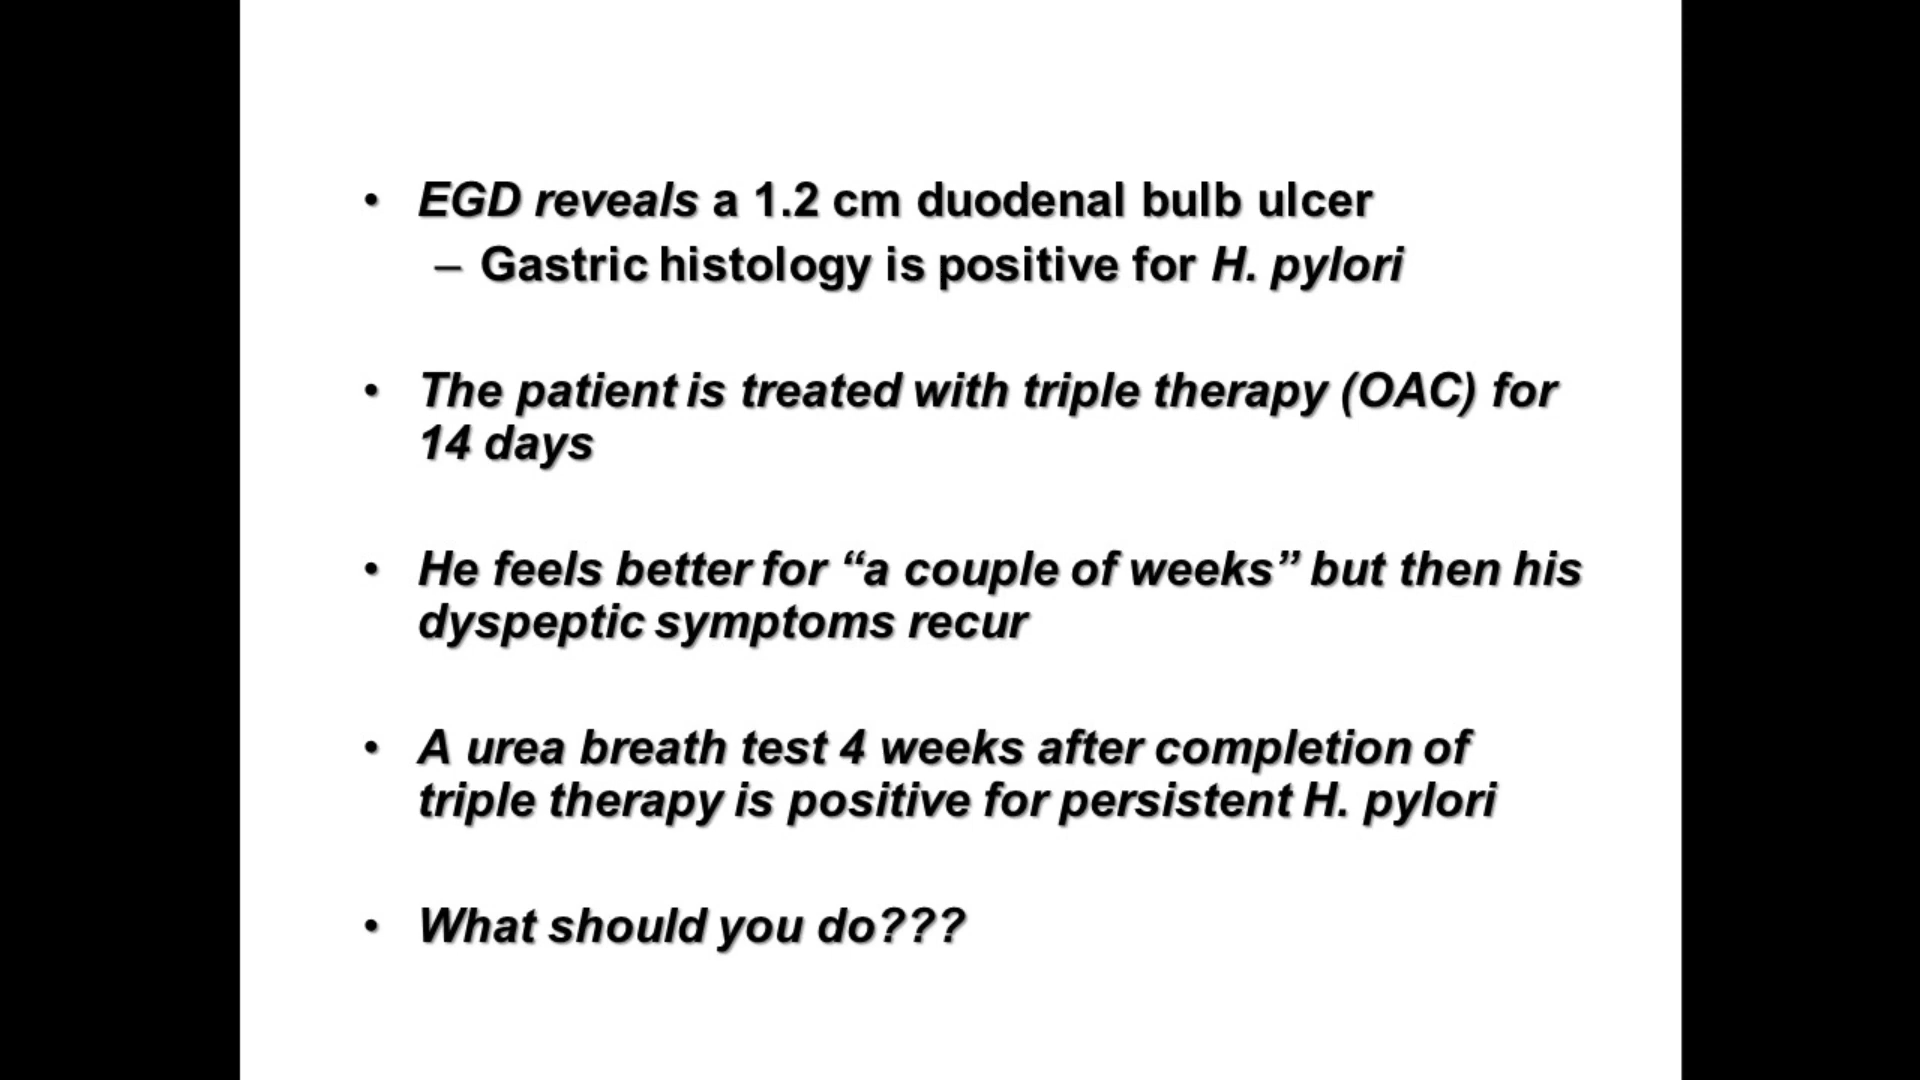 • EGD reveals a 1.2 cm duodenal bulb ulcer
– Gastric histology is positive for H. pylori
• The patient is treated with triple therapy (OAC) for
14 days
• He feels better for “a couple of weeks” but then his
dyspeptic symptoms recur
• A urea breath test 4 weeks after completion of
triple therapy is positive for persistent H. pylori
• What should you do???